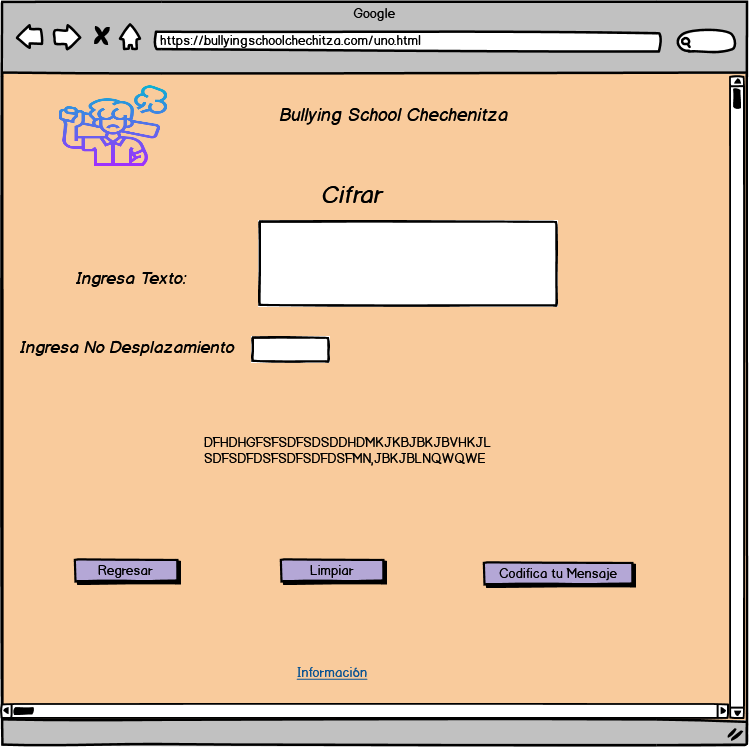 Google
https://bullyingschoolchechitza.com/uno.html
Bullying School Chechenitza
Cifrar
Ingresa Texto:
Ingresa No Desplazamiento
DFHDHGFSFSDFSDSDDHDMKJKBJBKJBVHKJL
SDFSDFDSFSDFSDFDSFMN,JBKJBLNQWQWE
Regresar
Limpiar
Codifica tu Mensaje
Información